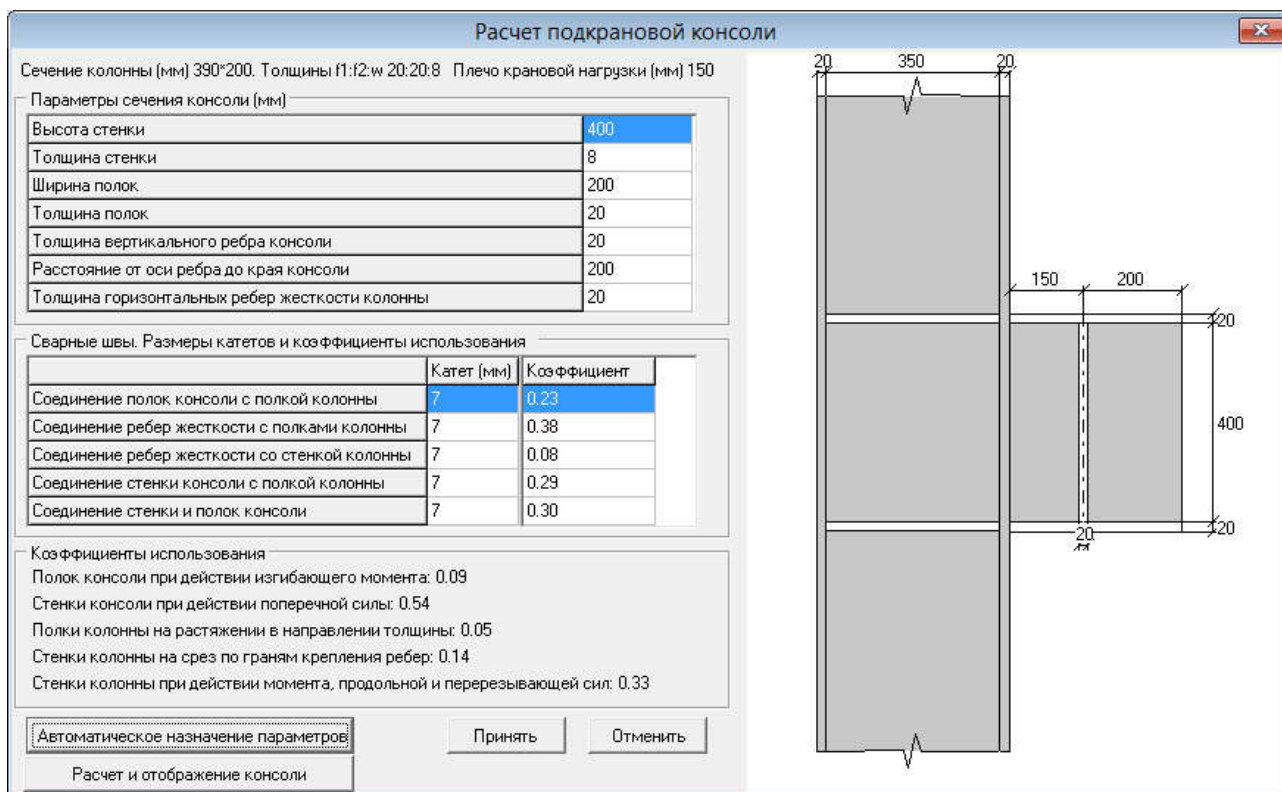 Расчет подкрановой консоли
Сечение колонны (мм) 390*200. Толщины f1:f2:w 20:20:8 Плечо крановой нагрузки (мм) 150
Параметры сечения консоли (мм)
Высота стенки 400
Толщина стенки 8
Ширина полок 200
Толщина полок 20
Толщина вертикального ребра консоли 20
Расстояние от оси ребра до края консоли 200
Толщина горизонтальных ребер жесткости колонны 20
Сварные швы. Размеры катетов и коэффициенты использования
Катет (мм) Коэффициент
Соединение полок консоли с полкой колонны 7 0.23
Соединение ребер жесткости с полками колонны 7 0.38
Соединение ребер жесткости со стенкой колонны 7 0.08
Соединение стенки консоли с полкой колонны 7 0.29
Соединение стенки и полок консоли 7 0.30
Коэффициенты использования
Полок консоли при действии изгибающего момента: 0.09
Стенки консоли при действии поперечной силы: 0.54
Полки колонны на растяжении в направлении толщины: 0.05
Стенки колонны на срез по граням крепления ребер: 0.14
Стенки колонны при действии момента, продольной и перерезывающей сил: 0.33
Автоматическое назначение параметров
Принять
Отменить
Расчет и отображение консоли
20 350 20
150 200
20
400
20
20